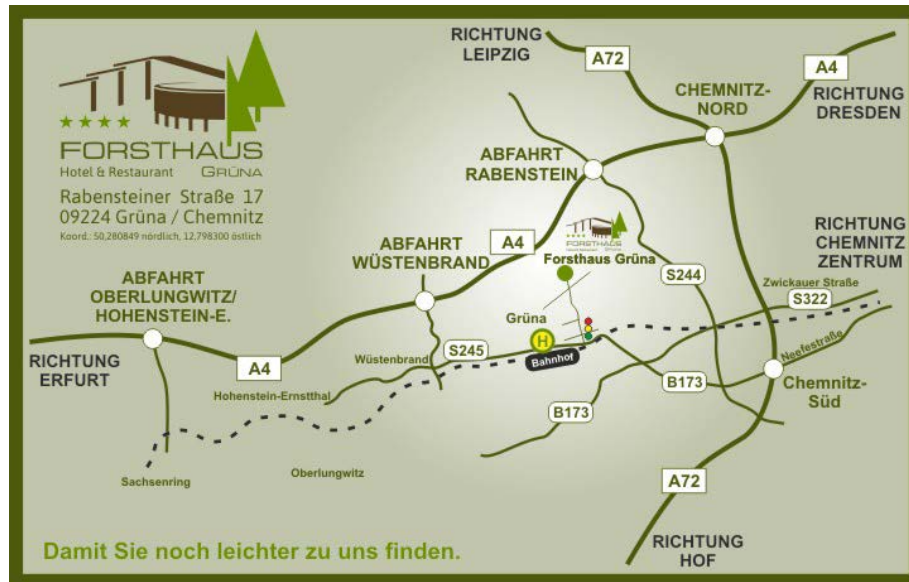 FORSTHAUS
Hotel & Restaurant GRÜNA
Rabensteiner Straße 17
09224 Grüna / Chemnitz
Koord.: 50,280849 nördlich, 12,798300 östlich
RICHTUNG
LEIPZIG
A72
A4
CHEMNITZ-
NORD
RICHTUNG
DRESDEN
ABFAHRT
RABENSTEIN
FORSTHAUS
Forsthaus Grüna
RICHTUNG
CHEMNITZ
ZENTRUM
ABFAHRT
WÜSTENBRAND
A4
S244
Zwickauer Straße
S322
ABFAHRT
OBERLUNGWITZ/
HOHENSTEIN-E.
Grüna
H
Bahnhof
S245
Wüstenbrand
Neefestraße
RICHTUNG
ERFURT
A4
B173
Chemnitz-
Süd
Hohenstein-Ernstthal
B173
Sachsenring
Oberlungwitz
A72
RICHTUNG
HOF
Damit Sie noch leichter zu uns finden.